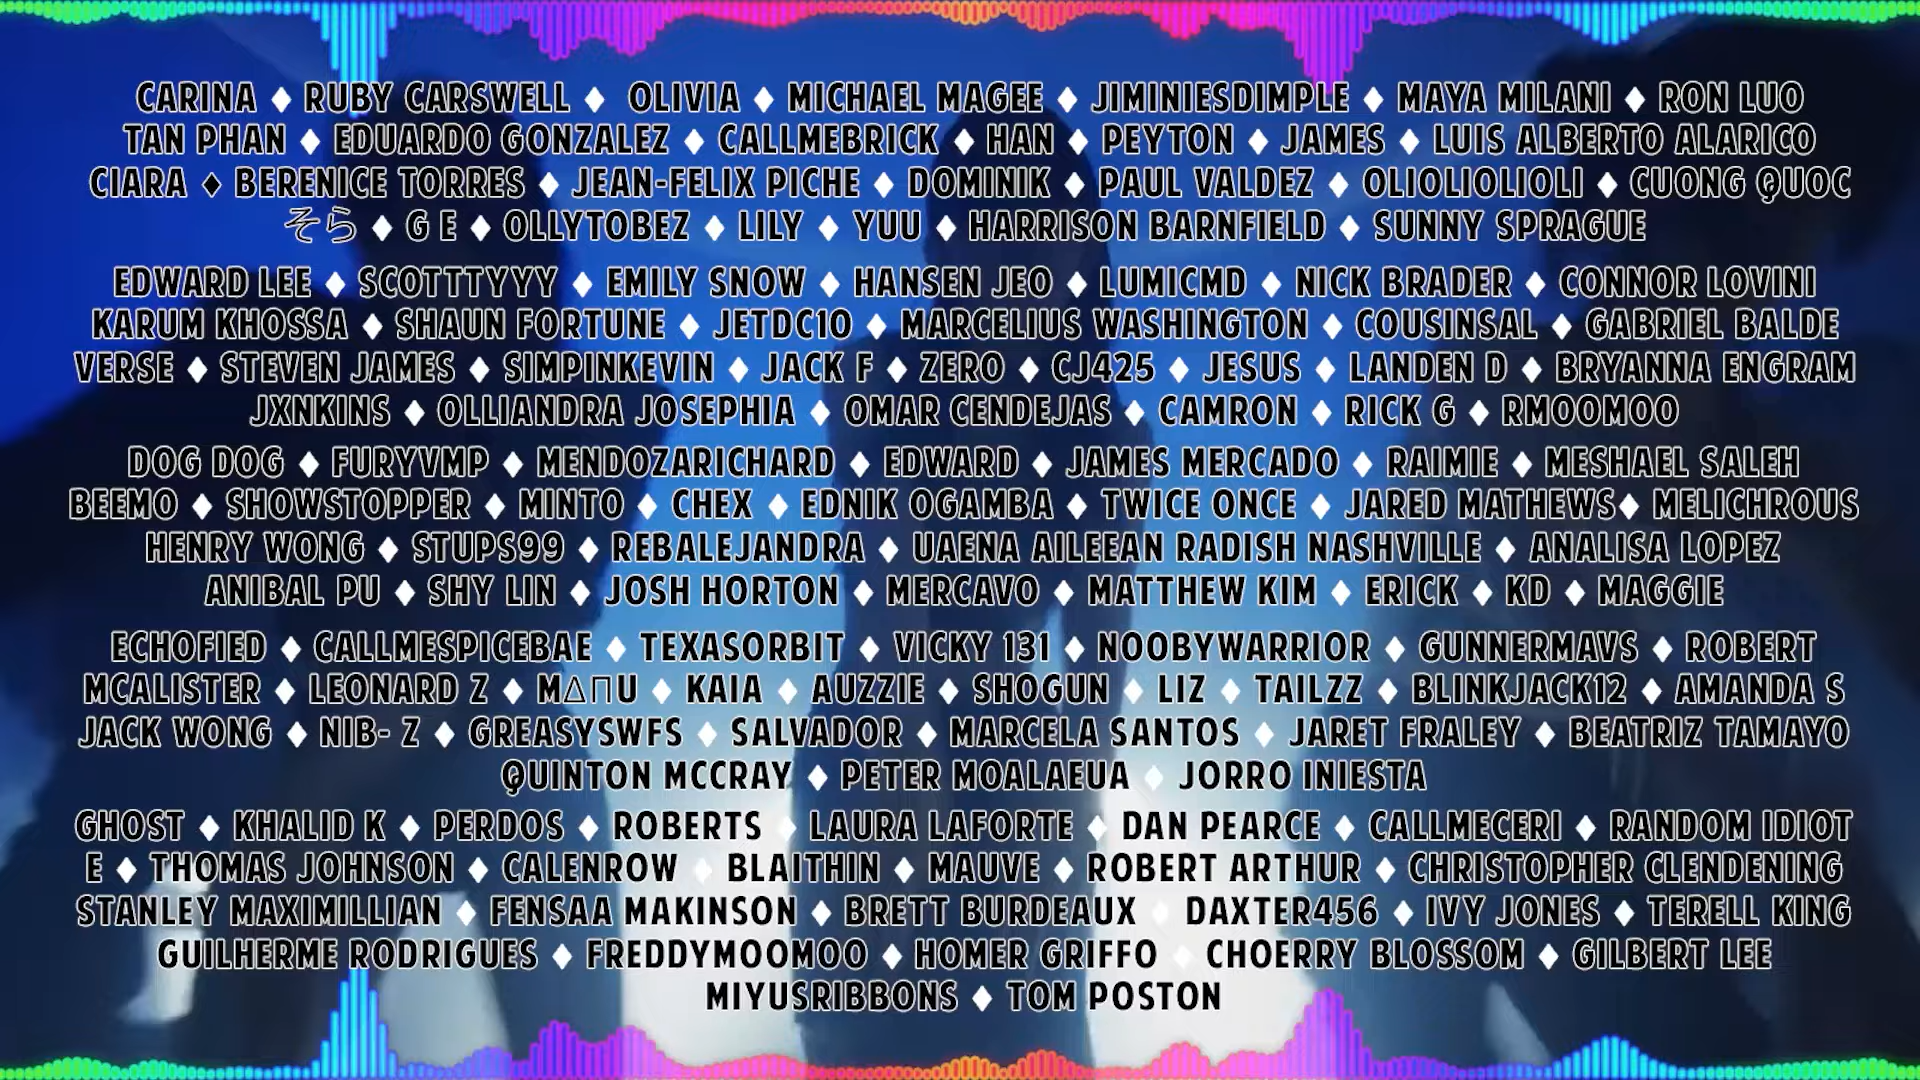 CARINA ♦ RUBY CARSWELL ♦ OLIVIA ♦ MICHAEL MAGEE ♦ JIMINIESDIMPLE ♦ MAYA MILANI ♦ RON LUO
TAN PHAN ♦ EDUARDO GONZALEZ ♦ CALLMEBRICK ♦ HAN ♦ PEYTON ♦ JAMES ♦ LUIS ALBERTO ALARICO
CIARA ♦ BERENICE TORRES ♦ JEAN-FELIX PICHE ♦ DOMINIK ♦ PAUL VALDEZ ♦ OLIOLIOLIOLI ♦ CUONG QUOC
そら ♦ G E ♦ OLLYTOBEZ ♦ LILY ♦ YUU ♦ HARRISON BARNFIELD ♦ SUNNY SPRAGUE
EDWARD LEE ♦ SCOTTTYYY ♦ EMILY SNOW ♦ HANSEN JEO ♦ LUMICMD ♦ NICK BRADER ♦ CONNOR LOVINI
KARUM KHOSSA ♦ SHAUN FORTUNE ♦ JETDC10 ♦ MARCELIUS WASHINGTON ♦ COUSINSAL ♦ GABRIEL BALDE
VERSE ♦ STEVEN JAMES ♦ SIMPINKEVIN ♦ JACK F ♦ ZERO ♦ CJ425 ♦ JESUS ♦ LANDEN D ♦ BRYANNA ENGRAM
JXNKINS ♦ OLLIANDRA JOSEPHIA ♦ OMAR CENDEJAS ♦ CAMRON ♦ RICK G ♦ RMOOMOO
DOG DOG ♦ FURYVMP ♦ MENDOZARICHARD ♦ EDWARD ♦ JAMES MERCADO ♦ RAIMIE ♦ MESHAEL SALEH
BEEMO ♦ SHOWSTOPPER ♦ MINTO ♦ CHEX ♦ EDNIK OGAMBA ♦ TWICE ONCE ♦ JARED MATHEWS♦ MELICHROUS
HENRY WONG ♦ STUPS99 ♦ REBALEJANDRA ♦ UAENA AILEEAN RADISH NASHVILLE ♦ ANALISA LOPEZ
ANIBAL PU ♦ SHY LIN ♦ JOSH HORTON ♦ MERCAVO ♦ MATTHEW KIM ♦ ERICK ♦ KD ♦ MAGGIE
ECHOFIED ♦ CALLMESPICEBAE ♦ TEXASORBIT ♦ VICKY 131 ♦ NOOBYWARRIOR ♦ GUNNERMAVS ♦ ROBERT
MCALISTER ♦ LEONARD Z ♦ M△ΠU ♦ KAIA ♦ AUZZIE ♦ SHOGUN ♦ LIZ ♦ TAILZZ ♦ BLINKJACK12 ♦ AMANDA S
JACK WONG ♦ NIB- Z ♦ GREASYSWFS ♦ SALVADOR ♦ MARCELA SANTOS ♦ JARET FRALEY ♦ BEATRIZ TAMAYO
QUINTON MCCRAY ♦ PETER MOALAEUA ♦ JORRO INIESTA
GHOST ♦ KHALID K ♦ PERDOS ♦ ROBERTS ♦ LAURA LAFORTE ♦ DAN PEARCE ♦ CALLMECERI ♦ RANDOM IDIOT
E ♦ THOMAS JOHNSON ♦ CALENROW ♦ BLAITHIN ♦ MAUVE ♦ ROBERT ARTHUR ♦ CHRISTOPHER CLENDENING
STANLEY MAXIMILLIAN ♦ FENSAA MAKINSON ♦ BRETT BURDEAUX ♦ DAXTER456 ♦ IVY JONES ♦ TERELL KING
GUILHERME RODRIGUES ♦ FREDDYMOOMOO ♦ HOMER GRIFFO ♦ CHOERRY BLOSSOM ♦ GILBERT LEE
MIYUSRIBBONS ♦ TOM POSTON